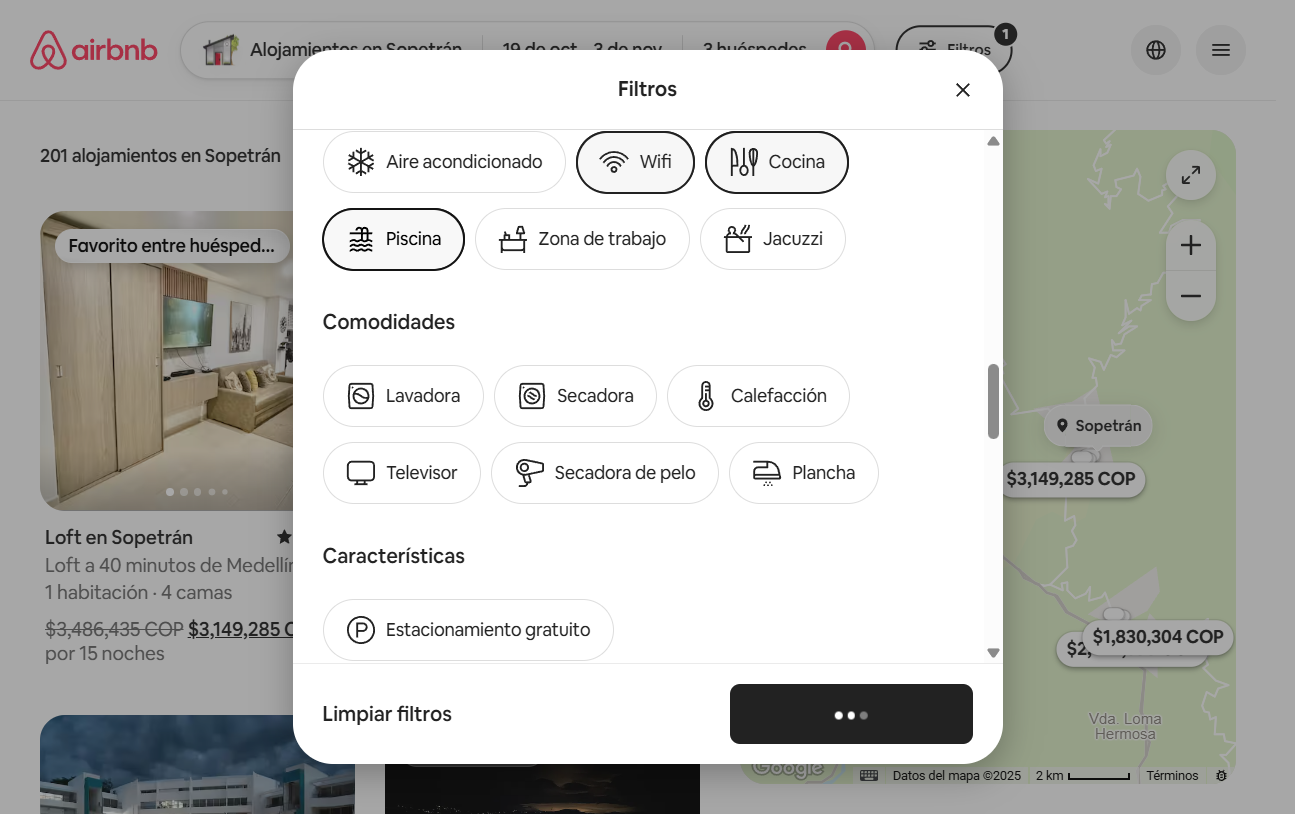 airbnb
Alojamientos en Sopetrán
19 de oct. - 3 de nov.
3 huéspedes
Filtros
1
Filtros
201 alojamientos en Sopetrán
Favorito entre huésped...
Aire acondicionado
Wifi
Cocina
Piscina
Zona de trabajo
Jacuzzi
Comodidades
Lavadora
Secadora
Calefacción
Televisor
Secadora de pelo
Plancha
Características
P Estacionamiento gratuito
Limpiar filtros
Loft en Sopetrán
Loft a 40 minutos de Medellín
1 habitación · 4 camas
$3,486,435 COP $3,149,285 C
por 15 noches
Sopetrán
$3,149,285 COP
$1,830,304 COP
$2,
Vda. Loma
Hermosa
Google
Datos del mapa ©2025
2 km
Términos